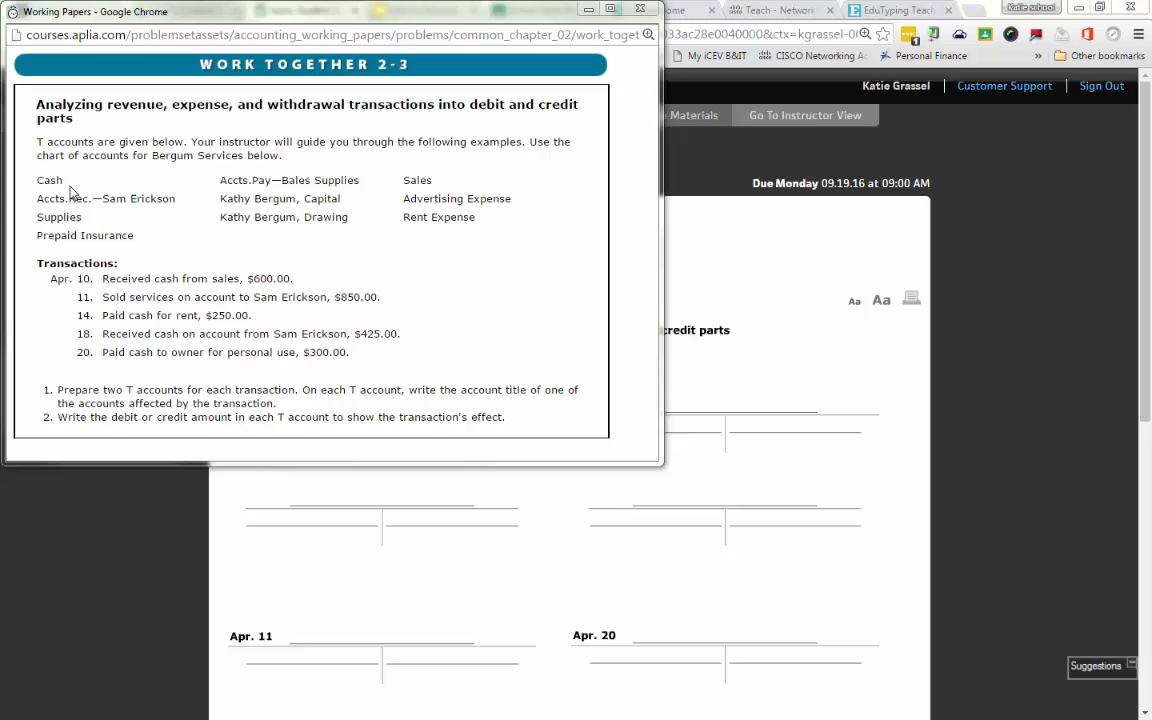 Working Papers - Google Chrome
courses.aplia.com/problemsetassets/accounting_working_papers/problems/common_chapter_02/work_toget
WORK TOGETHER 2-3
Analyzing revenue, expense, and withdrawal transactions into debit and credit
parts
T accounts are given below. Your instructor will guide you through the following examples. Use the
chart of accounts for Bergum Services below.
Cash Accts.Pay—Bales Supplies Sales
Accts.Rec.—Sam Erickson Kathy Bergum, Capital Advertising Expense
Supplies Kathy Bergum, Drawing Rent Expense
Prepaid Insurance
Transactions:
Apr. 10. Received cash from sales, $600.00.
11. Sold services on account to Sam Erickson, $850.00.
14. Paid cash for rent, $250.00.
18. Received cash on account from Sam Erickson, $425.00.
20. Paid cash to owner for personal use, $300.00.
1. Prepare two T accounts for each transaction. On each T account, write the account title of one of
the accounts affected by the transaction.
2. Write the debit or credit amount in each T account to show the transaction's effect.
ome Teach - Network EduTyping Teach
Katie school
033ac28e0040000&ctx=kgrassel-00 1
My iCEV BETA CISCO Networking Ac Personal Finance » Other bookmarks
Katie Grassel Customer Support Sign Out
e Materials Go To Instructor View
Due Monday 09.19.16 at 09:00 AM
Aa Aa
credit parts
Apr. 11 Apr. 20
Suggestions